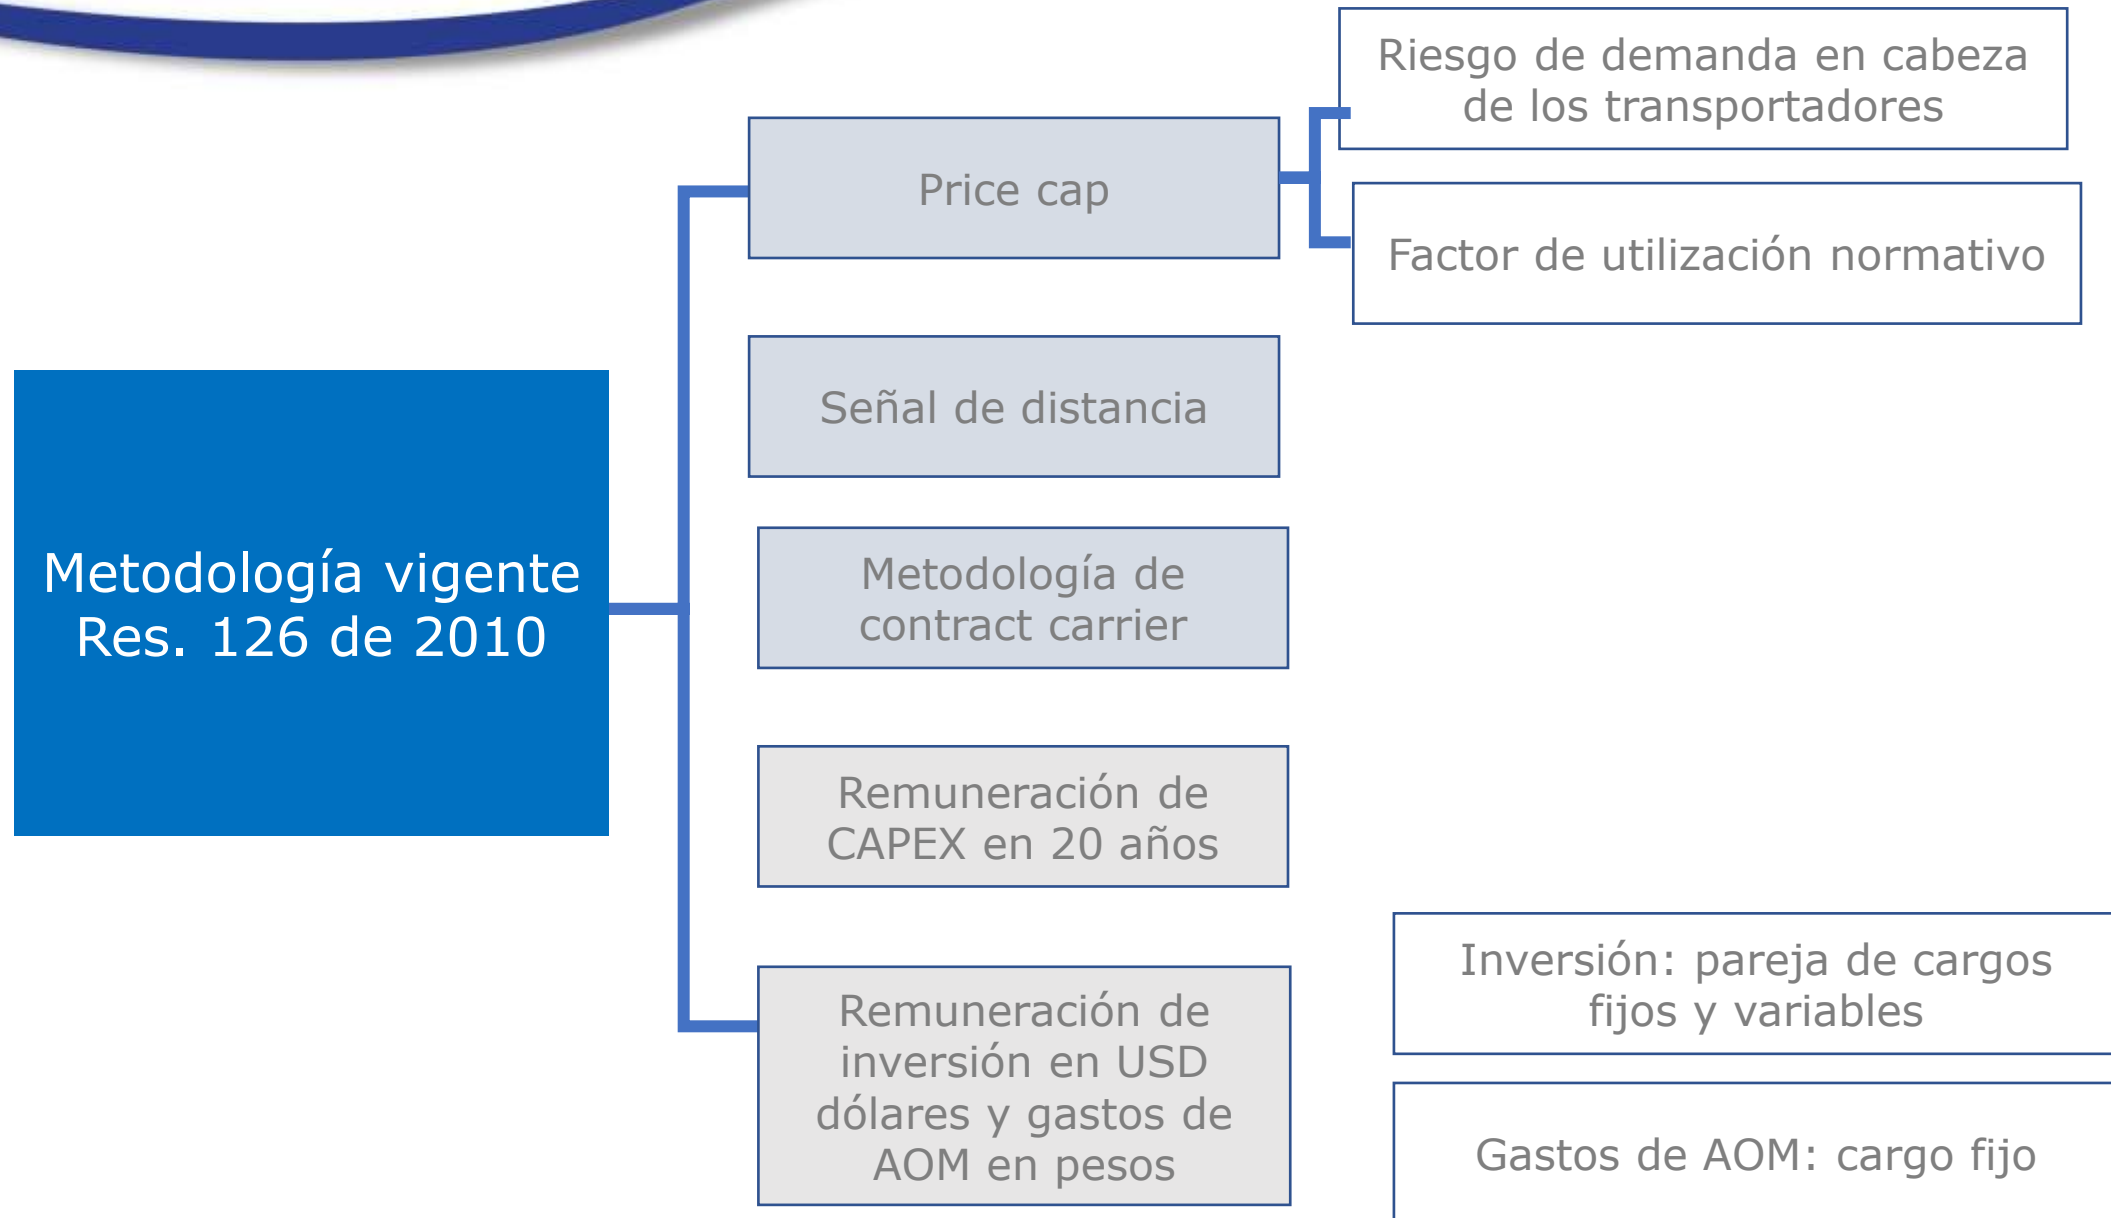 Metodología vigente
Res. 126 de 2010
Price cap
Riesgo de demanda en cabeza
de los transportadores
Factor de utilización normativo
Señal de distancia
Metodología de
contract carrier
Remuneración de
CAPEX en 20 años
Remuneración de
inversión en USD
dólares y gastos de
AOM en pesos
Inversión: pareja de cargos
fijos y variables
Gastos de AOM: cargo fijo